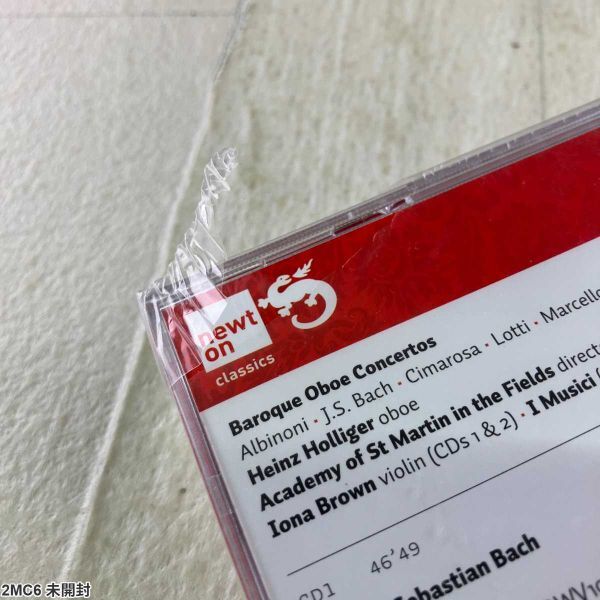 newt
on
classics
Baroque Oboe Concertos
Albinoni · J.S. Bach · Cimarosa · Lotti · Marcello
Heinz Holliger oboe
Academy of St Martin in the Fields directed
Iona Brown violin (CDs 1 & 2) · I Musici (
CD1 46'49
Sebastian Bach
2MC6 未開封